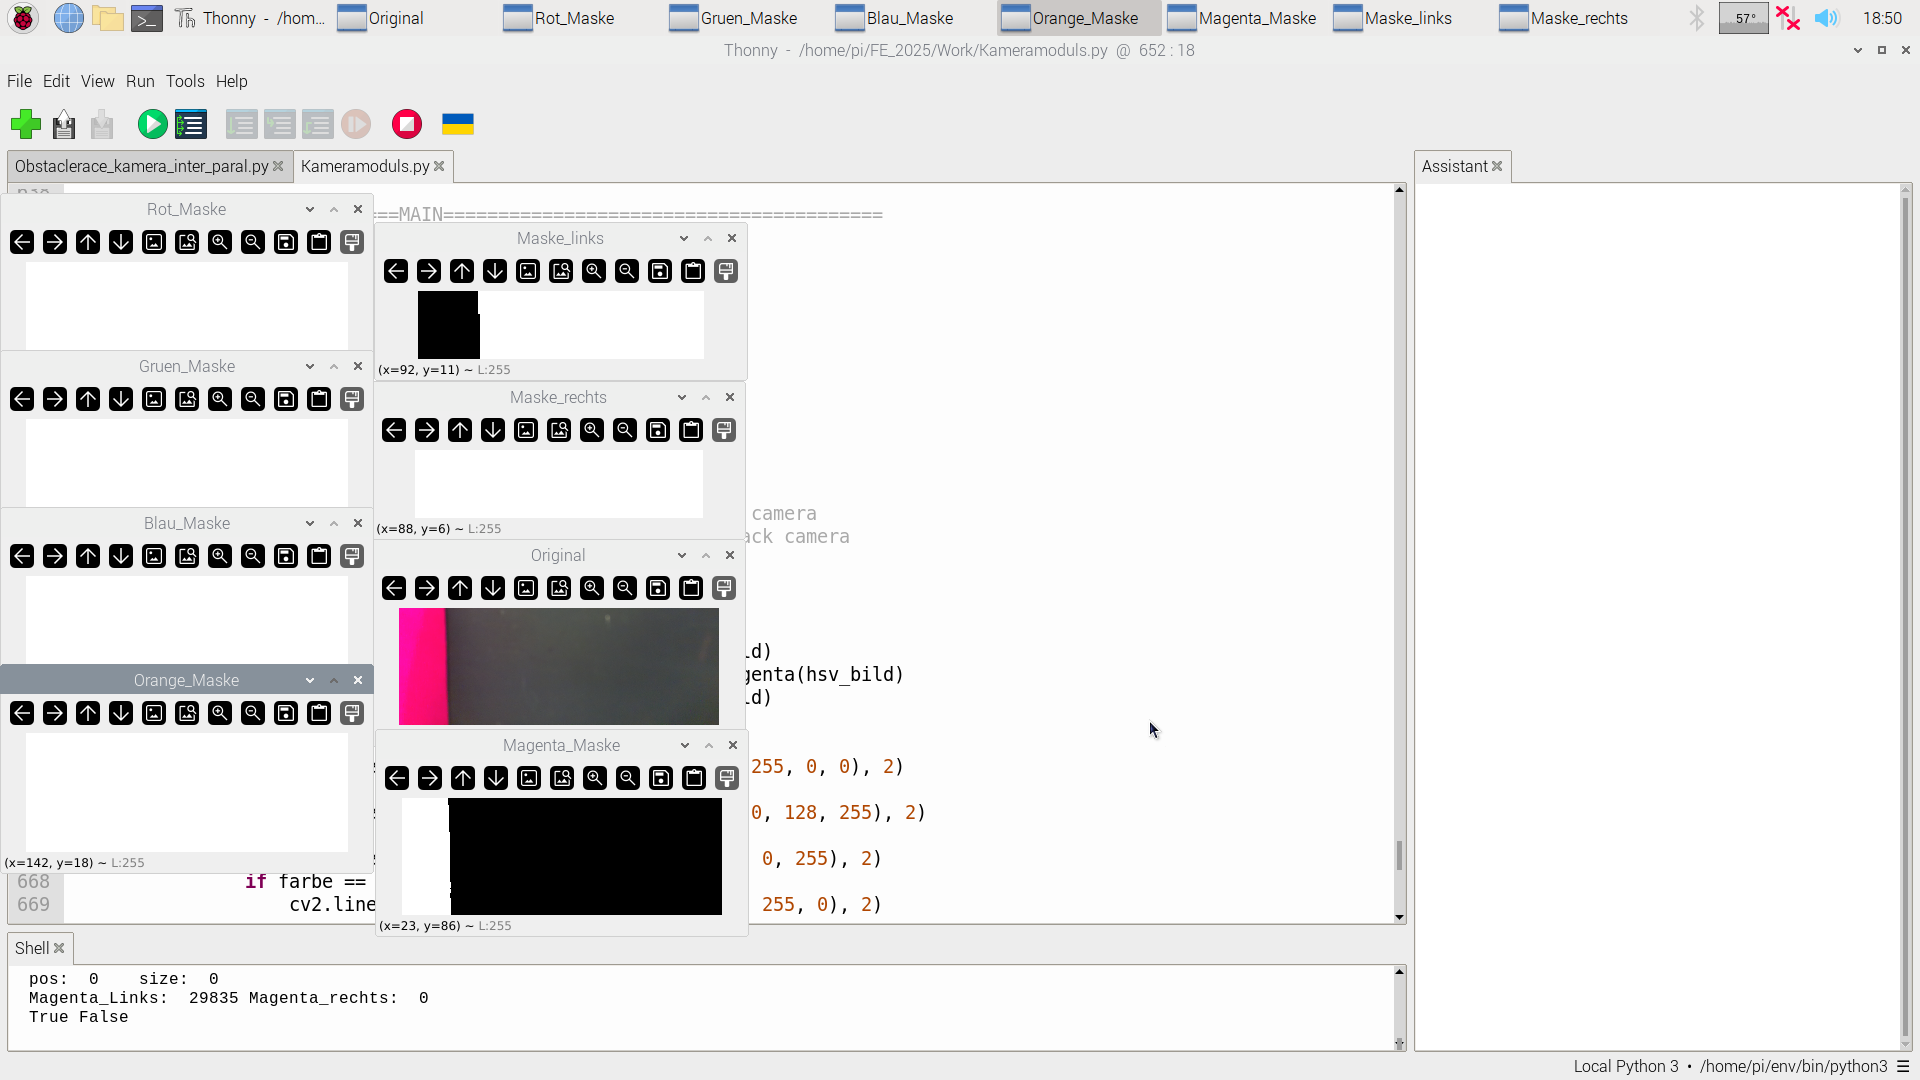 Thonny - /hom...
Original
Rot_Maske
Gruen_Maske
Blau_Maske
Orange_Maske
Magenta_Maske
Maske_links
Maske_rechts
57°
18:50
Thonny - /home/pi/FE_2025/Work/Kameramoduls.py @ 652 : 18
File Edit View Run Tools Help
Obstaclerace_kamera_inter_paral.py
Kameramoduls.py
Assistant
==MAIN========================================
Rot_Maske
Maske_links
(x=92, y=11) ~ L:255
Gruen_Maske
Maske_rechts
(x=88, y=6) ~ L:255
camera
ack camera
Blau_Maske
Original
ld)
genta(hsv_bild)
ld)
Orange_Maske
(x=142, y=18) ~ L:255
Magenta_Maske
(x=23, y=86) ~ L:255
255, 0, 0), 2)
0, 128, 255), 2)
0, 255), 2)
668 if farbe ==
669 cv2.line
255, 0), 2)
Shell
pos: 0 size: 0
Magenta_Links: 29835 Magenta_rechts: 0
True False
Local Python 3 • /home/pi/env/bin/python3 ☰